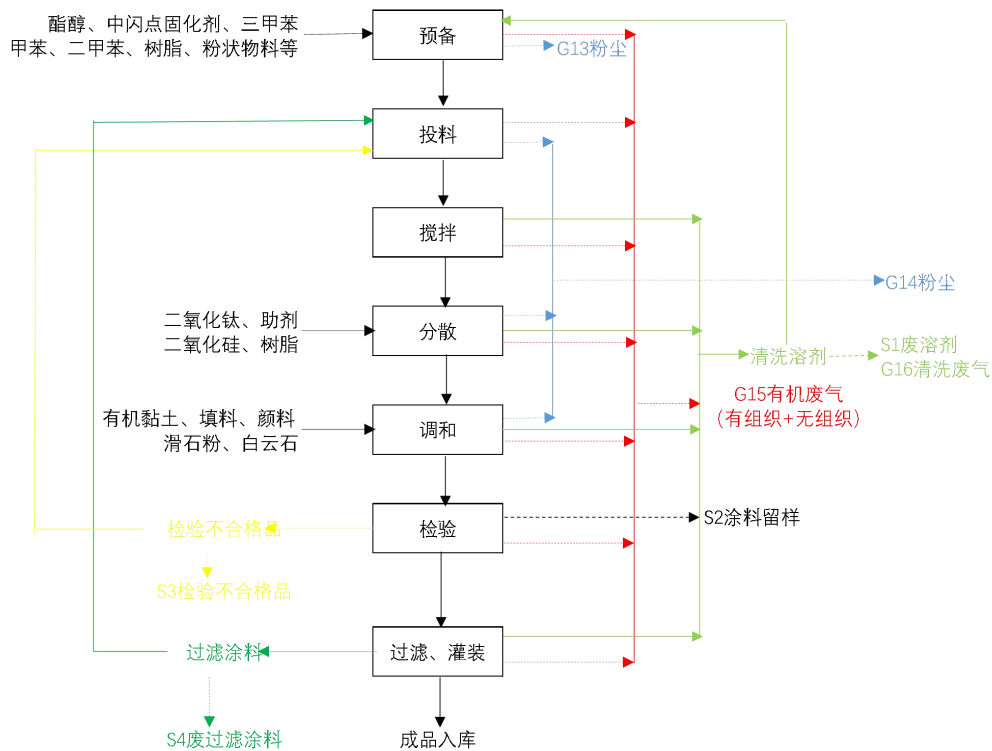 酯醇、中闪点固化剂、三甲苯
甲苯、二甲苯、树脂、粉状物料等
预备
G13粉尘
投料
搅拌
G14粉尘
二氧化钛、助剂
二氧化硅、树脂
分散
清洗溶剂
S1废溶剂
G16清洗废气
G15有机废气
（有组织+无组织）
有机黏土、填料、颜料
滑石粉、白云石
调和
检验
S2涂料留样
检验不合格品
S3检验不合格品
过滤涂料
过滤、灌装
S4废过滤涂料
成品入库